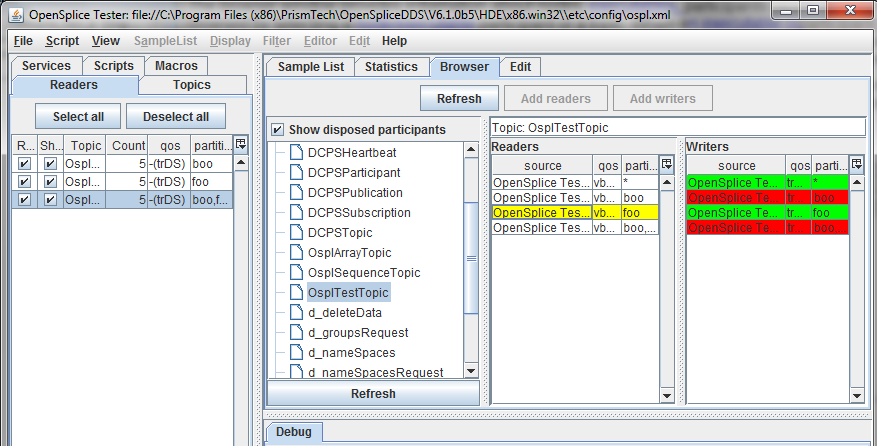 OpenSplice Tester: file://C:\Program Files (x86)\PrismTech\OpenSpliceDDS\V6.1.0b5\HDE\x86.win32\\etc\config\ospl.xml
File Script View SampleList Display Filter Editor Edit Help
Services Scripts Macros
Readers Topics
Select all Deselect all
R... Sh... Topic Count qos partiti...
Ospl... 5 -(trDS) boo
Ospl... 5 -(trDS) foo
Ospl... 5 -(trDS) boo,f...
Sample List Statistics Browser Edit
Refresh Add readers Add writers
Show disposed participants
DCPSHeartbeat
DCPSParticipant
DCPSPublication
DCPSSubscription
DCPSTopic
OsplArrayTopic
OsplSequenceTopic
OsplTestTopic
d_deleteData
d_groupsRequest
d_nameSpaces
d_nameSpacesRequest
Refresh
Topic: OsplTestTopic
Readers
source qos parti...
OpenSplice Tes... vb... *
OpenSplice Tes... vb... boo
OpenSplice Tes... vb... foo
OpenSplice Tes... vb... boo,...
Writers
source qos parti...
OpenSplice Te... tr... *
OpenSplice Te... tr... boo
OpenSplice Te... tr... foo
OpenSplice Te... tr... boo
Debug